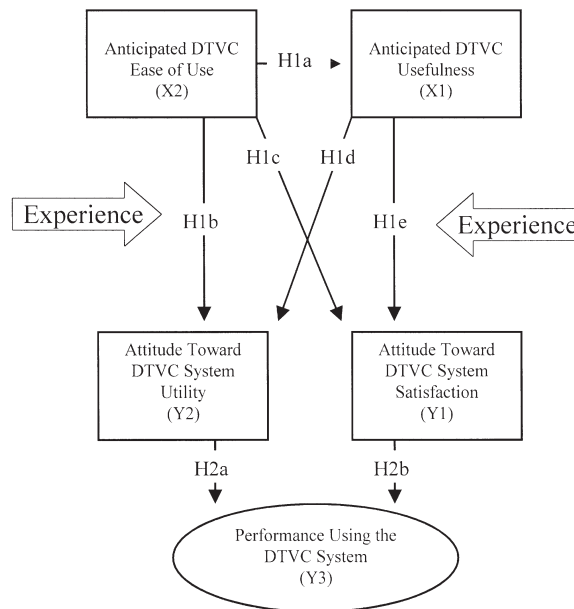 Anticipated DTVC
Ease of Use
(X2)
H1a
Anticipated DTVC
Usefulness
(X1)
H1c
H1d
Experience
H1b
H1e
Experience
Attitude Toward
DTVC System
Utility
(Y2)
Attitude Toward
DTVC System
Satisfaction
(Y1)
H2a
H2b
Performance Using the
DTVC System
(Y3)